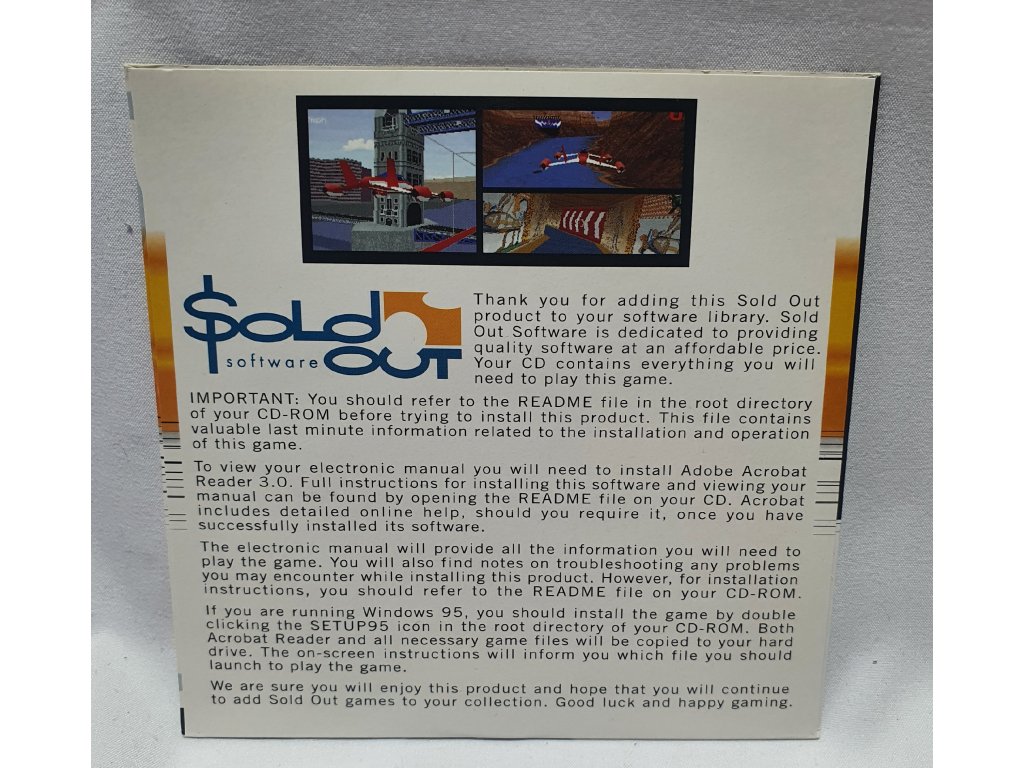 mph
SOLD
software OUT
Thank you for adding this Sold Out
product to your software library. Sold
Out Software is dedicated to providing
quality software at an affordable price.
Your CD contains everything you will
need to play this game.
IMPORTANT: You should refer to the README file in the root directory
of your CD-ROM before trying to install this product. This file contains
valuable last minute information related to the installation and operation
of this game.
To view your electronic manual you will need to install Adobe Acrobat
Reader 3.0. Full instructions for installing this software and viewing your
manual can be found by opening the README file on your CD. Acrobat
includes detailed online help, should you require it, once you have
successfully installed its software.
The electronic manual will provide all the information you will need to
play the game. You will also find notes on troubleshooting any problems
you may encounter while installing this product. However, for installation
instructions, you should refer to the README file on your CD-ROM.
If you are running Windows 95, you should install the game by double
clicking the SETUP95 icon in the root directory of your CD-ROM. Both
Acrobat Reader and all necessary game files will be copied to your hard
drive. The on-screen instructions will inform you which file you should
launch to play the game.
We are sure you will enjoy this product and hope that you will continue
to add Sold Out games to your collection. Good luck and happy gaming.